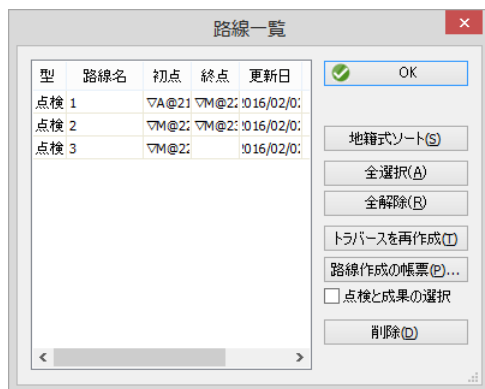 路線一覧
型 路線名 初点 終点 更新日
点検 1 ▽A@21 ▽M@22 2016/02/02
点検 2 ▽M@22 ▽M@23 2016/02/02
点検 3 ▽M@22 2016/02/02
OK
地籍式ソート(S)
全選択(A)
全解除(R)
トラバースを再作成(T)
路線作成の帳票(P)...
点検と成果の選択
削除(D)